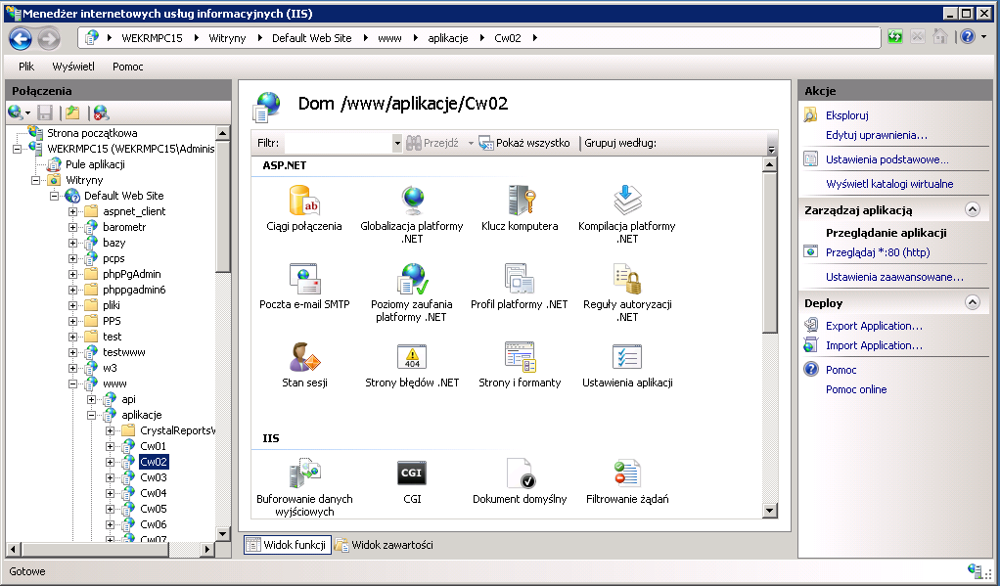 Menedżer internetowych usług informacyjnych (IIS)
WEKRMPC15 Witryny Default Web Site www aplikacje Cw02
Plik Wyświetl Pomoc
Połączenia
Strona początkowa
WEKRMPC15 (WEKRMPC15\Adminis
Pule aplikacji
Witryny
Default Web Site
aspnet_client
barometr
bazy
pcps
phpPgAdmin
phppgadmin6
pliki
PPS
test
testwww
w3
www
api
aplikacje
CrystalReportsV
Cw01
Cw02
Cw03
Cw04
Cw05
Cw06
Cw07
Dom /www/aplikacje/Cw02
Filtr: Przejdź Pokaż wszystko Grupuj według:
ASP.NET
Ciągi połączenia
Globalizacja platformy .NET
Klucz komputera
Kompilacja platformy .NET
Poczta e-mail SMTP
Poziomy zaufania platformy .NET
Profil platformy .NET
Reguły autoryzacji .NET
Stan sesji
Strony błędów .NET
Strony i formanty
Ustawienia aplikacji
IIS
Buforowanie danych wyjściowych
CGI
Dokument domyślny
Filtrowanie żądań
Widok funkcji Widok zawartości
Akcje
Eksploruj
Edytuj uprawnienia...
Ustawienia podstawowe...
Wyświetl katalogi wirtualne
Zarządzaj aplikacją
Przeglądanie aplikacji
Przeglądaj *:80 (http)
Ustawienia zaawansowane...
Deploy
Export Application...
Import Application...
Pomoc
Pomoc online
Gotowe